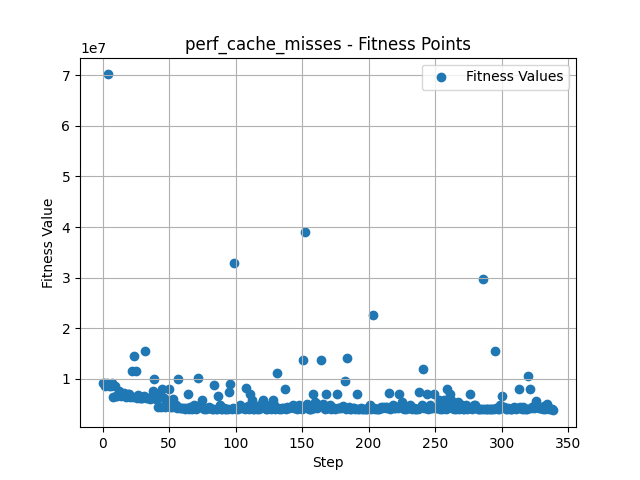 perf_cache_misses - Fitness Points
1e7
Fitness Values
7
6
5
4
3
2
1
Fitness Value
0 50 100 150 200 250 300 350
Step